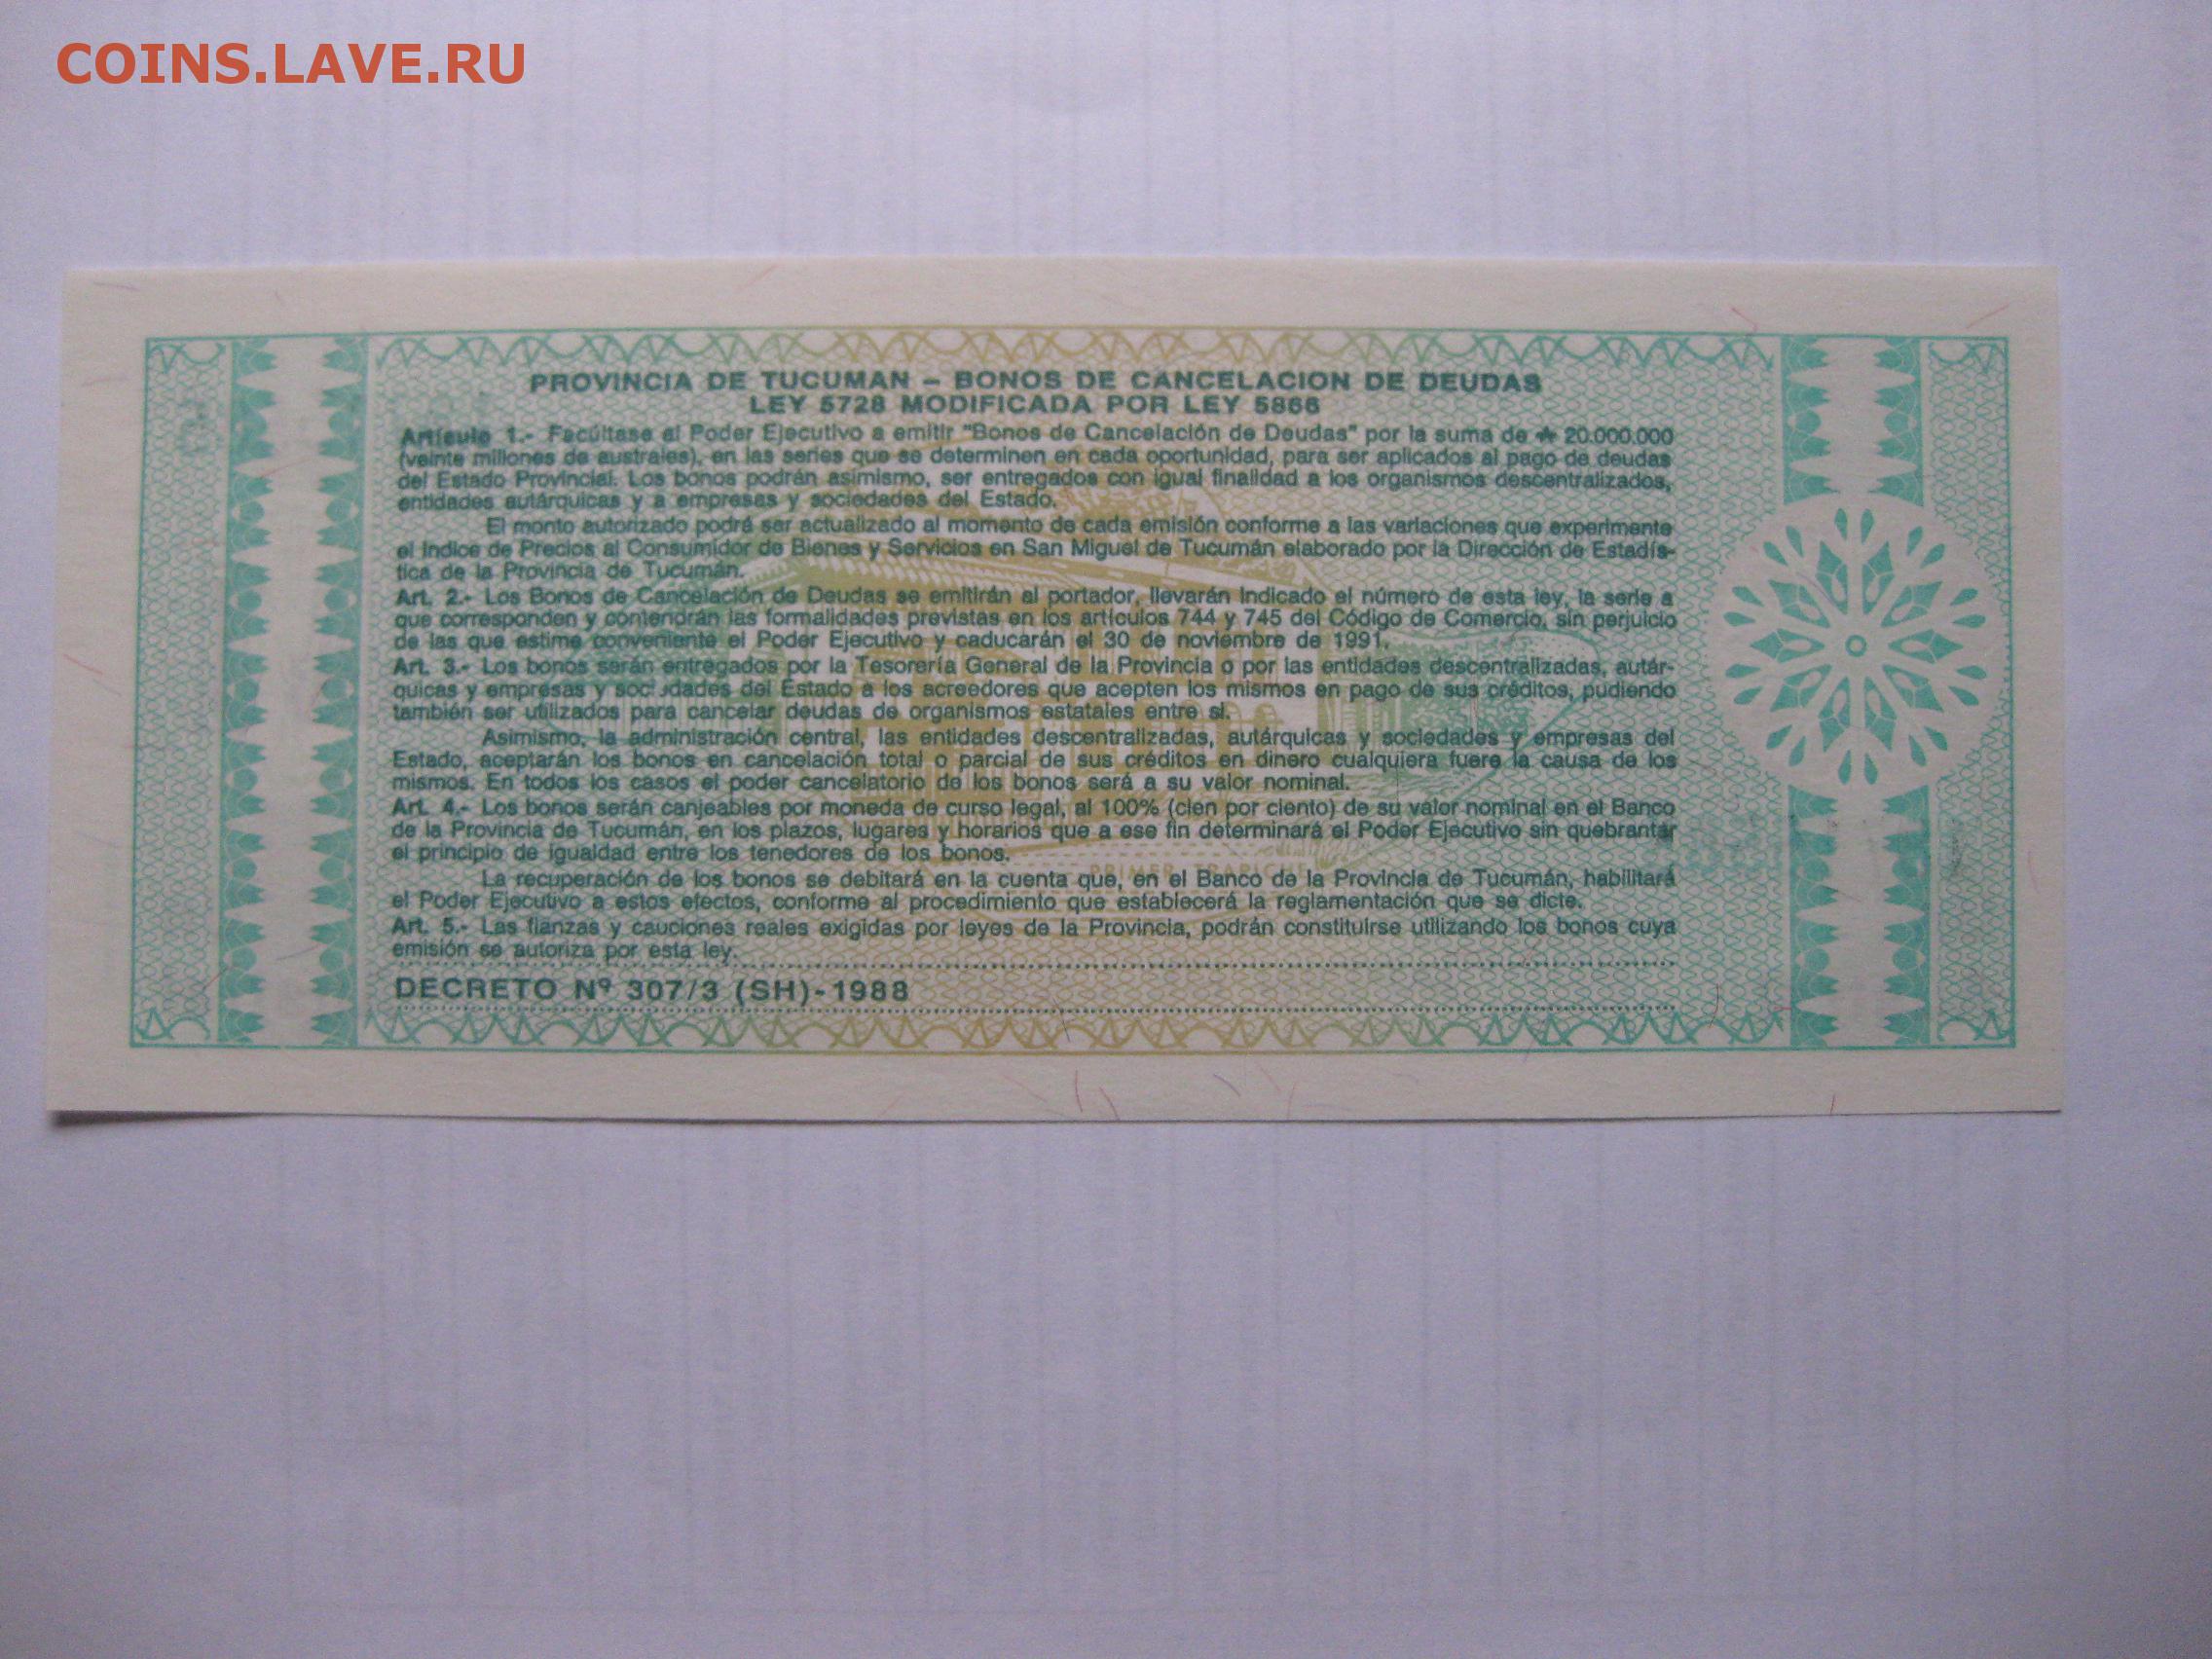 COINS.LAVE.RU
PROVINCIA DE TUCUMAN – BONOS DE CANCELACION DE DEUDAS
LEY 5728 MODIFICADA POR LEY 5866
Artículo 1.- Facúltase al Poder Ejecutivo a emitir "Bonos de Cancelación de Deudas" por la suma de ₳ 20.000.000
(veinte millones de australes), en las series que se determinen en cada oportunidad, para ser aplicados al pago de deudas
del Estado Provincial. Los bonos podrán asimismo, ser entregados con igual finalidad a los organismos descentralizados,
entidades autárquicas y a empresas y sociedades del Estado.
El monto autorizado podrá ser actualizado al momento de cada emisión conforme a las variaciones que experimente
el Indice de Precios al Consumidor de Bienes y Servicios en San Miguel de Tucumán elaborado por la Dirección de Estadís-
tica de la Provincia de Tucumán.
Art. 2.- Los Bonos de Cancelación de Deudas se emitirán al portador, llevarán indicado el número de esta ley, la serie a
que corresponden y contendrán las formalidades previstas en los artículos 744 y 745 del Código de Comercio, sin perjuicio
de las que estime conveniente el Poder Ejecutivo y caducarán el 30 de noviembre de 1991.
Art. 3.- Los bonos serán entregados por la Tesorería General de la Provincia o por las entidades descentralizadas, autár-
quicas y empresas y sociedades del Estado a los acreedores que acepten los mismos en pago de sus créditos, pudiendo
también ser utilizados para cancelar deudas de organismos estatales entre sí.
Asimismo, la administración central, las entidades descentralizadas, autárquicas y sociedades y empresas del
Estado, aceptarán los bonos en cancelación total o parcial de sus créditos en dinero cualquiera fuere la causa de los
mismos. En todos los casos el poder cancelatorio de los bonos será a su valor nominal.
Art. 4.- Los bonos serán canjeables por moneda de curso legal, al 100% (cien por ciento) de su valor nominal en el Banco
de la Provincia de Tucumán, en los plazos, lugares y horarios que a ese fin determinará el Poder Ejecutivo sin quebrantar
el principio de igualdad entre los tenedores de los bonos.
PRIMER TRAPICHE
La recuperación de los bonos se debitará en la cuenta que, en el Banco de la Provincia de Tucumán, habilitará
el Poder Ejecutivo a estos efectos, conforme al procedimiento que establecerá la reglamentación que se dicte.
Art. 5.- Las fianzas y cauciones reales exigidas por leyes de la Provincia, podrán constituirse utilizando los bonos cuya
emisión se autoriza por esta ley.
DECRETO Nº 307/3 (SH)-1988